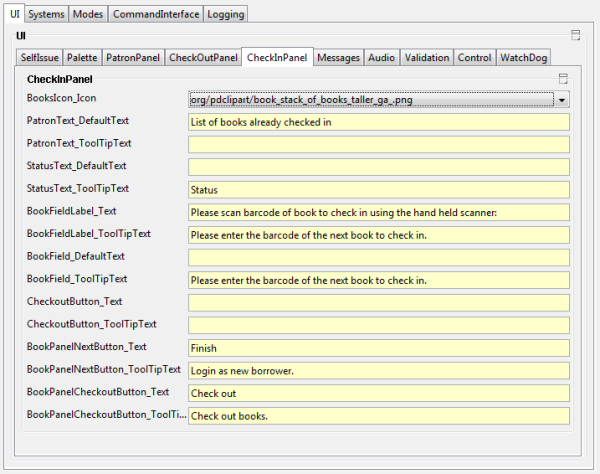 UI Systems Modes CommandInterface Logging
UI
SelfIssue Palette PatronPanel CheckOutPanel CheckInPanel Messages Audio Validation Control WatchDog
CheckInPanel
BooksIcon_Icon org/pdclipart/book_stack_of_books_taller_ga_.png
PatronText_DefaultText List of books already checked in
PatronText_ToolTipText
StatusText_DefaultText
StatusText_ToolTipText Status
BookFieldLabel_Text Please scan barcode of book to check in using the hand held scanner:
BookFieldLabel_ToolTipText Please enter the barcode of the next book to check in.
BookField_DefaultText
BookField_ToolTipText Please enter the barcode of the next book to check in.
CheckoutButton_Text
CheckoutButton_ToolTipText
BookPanelNextButton_Text Finish
BookPanelNextButton_ToolTipText Login as new borrower.
BookPanelCheckoutButton_Text Check out
BookPanelCheckoutButton_ToolTi... Check out books.